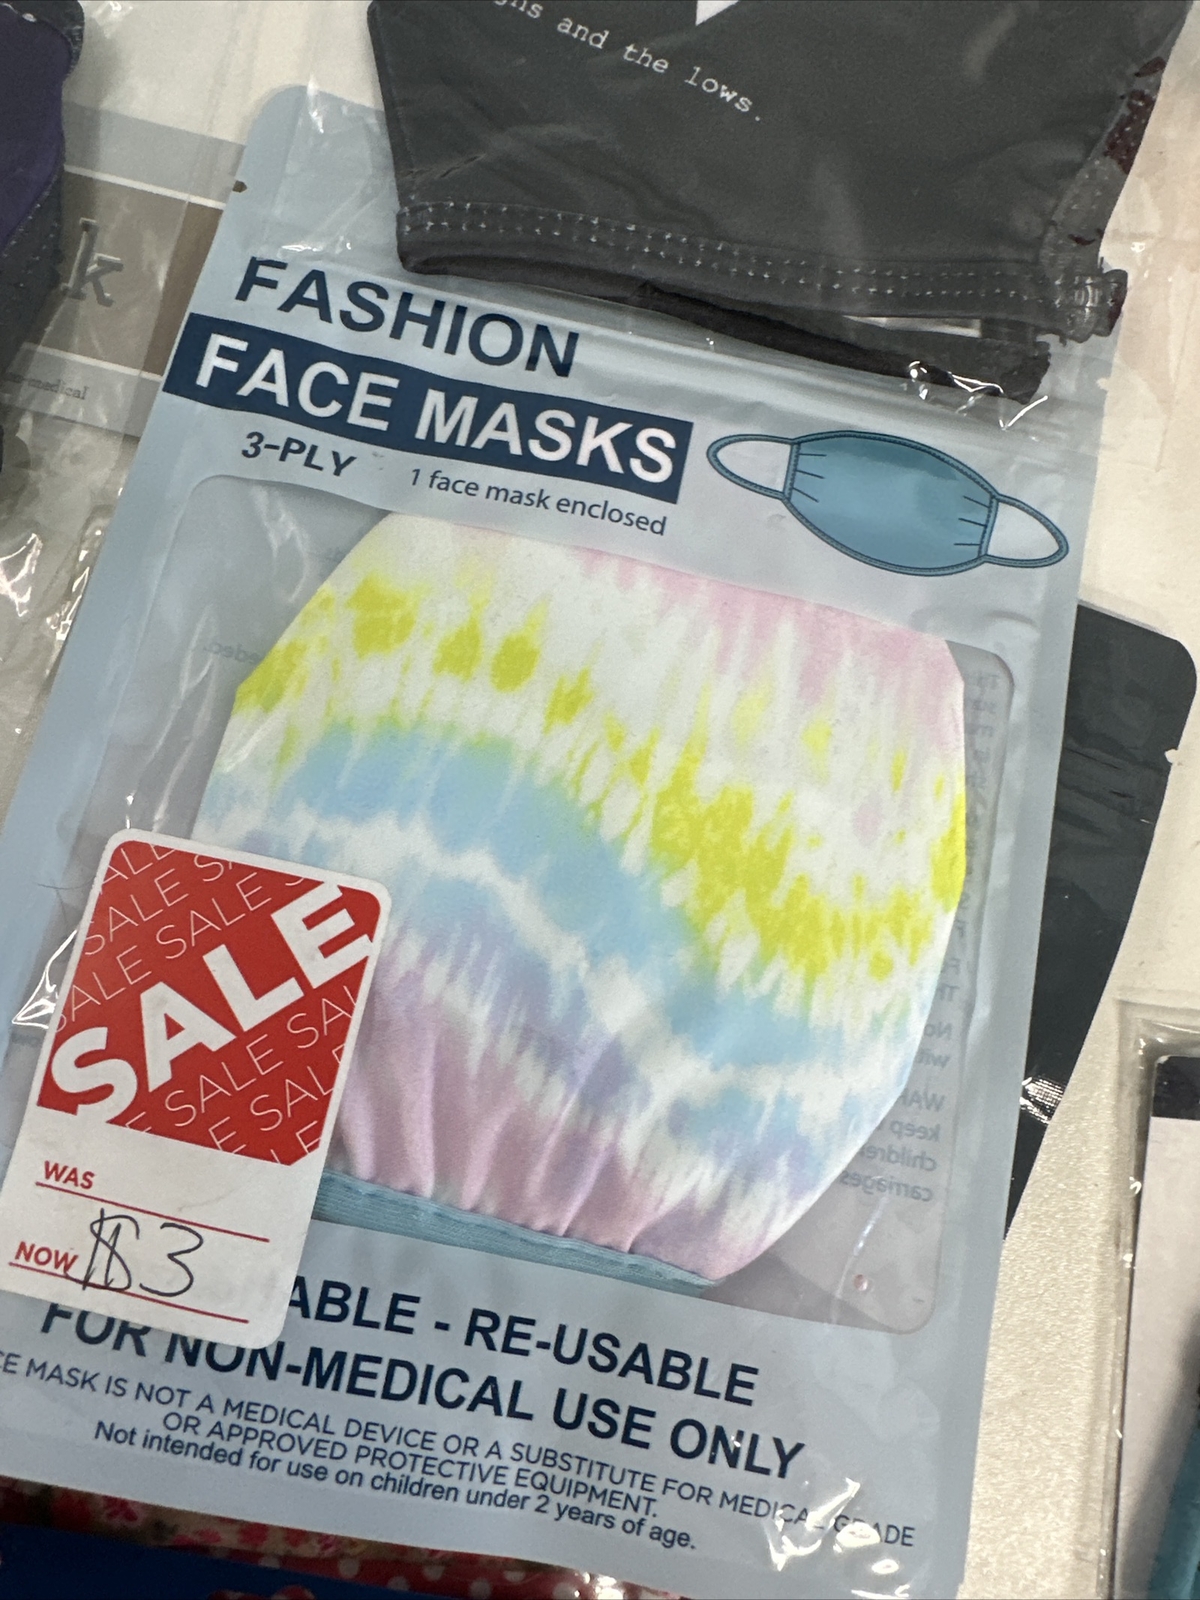 and the lows.
k
FASHION
FACE MASKS
3-PLY
1 face mask enclosed
SALE
WAS
NOW $3
ABLE - RE-USABLE
FOR NON-MEDICAL USE ONLY
CE MASK IS NOT A MEDICAL DEVICE OR A SUBSTITUTE FOR MEDICAL GRADE
OR APPROVED PROTECTIVE EQUIPMENT.
Not intended for use on children under 2 years of age.